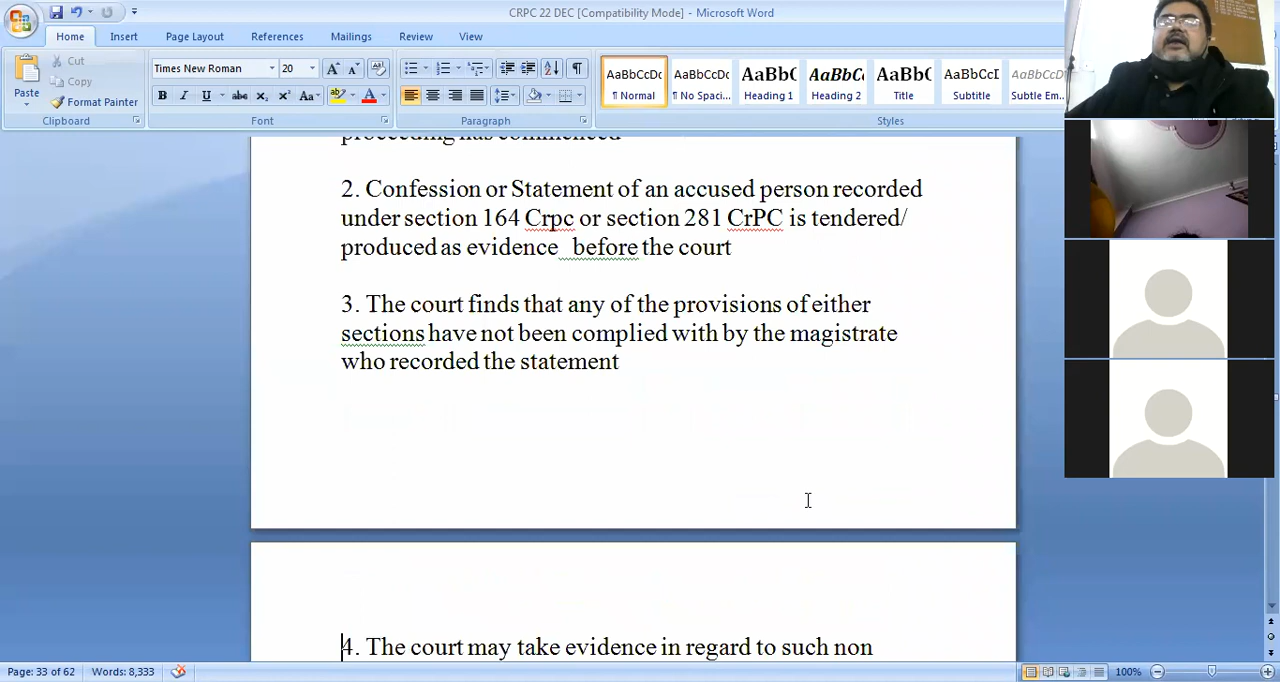 CRPC 22 DEC [Compatibility Mode] - Microsoft Word
Home Insert Page Layout References Mailings Review View
Paste
Cut
Copy
Format Painter
Clipboard
Times New Roman 20
Font
Paragraph
AaBbCcDc AaBbCcDc AaBb( AaBbC AaBb( AaBbCcI AaBbCcD
¶ Normal ¶ No Spaci... Heading 1 Heading 2 Title Subtitle Subtle Em...
Styles
proceeding has commenced
2. Confession or Statement of an accused person recorded
under section 164 Crpc or section 281 CrPC is tendered/
produced as evidence before the court
3. The court finds that any of the provisions of either
sections have not been complied with by the magistrate
who recorded the statement
4. The court may take evidence in regard to such non
Page: 33 of 62 Words: 8,333 100%